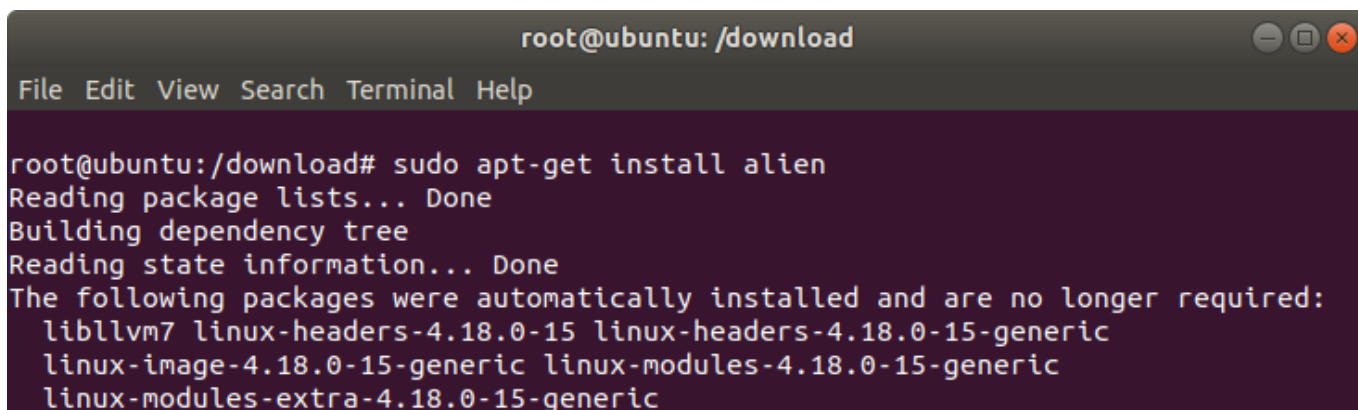 root@ubuntu: /download
File Edit View Search Terminal Help
root@ubuntu:/download# sudo apt-get install alien
Reading package lists... Done
Building dependency tree
Reading state information... Done
The following packages were automatically installed and are no longer required:
  libllvm7 linux-headers-4.18.0-15 linux-headers-4.18.0-15-generic
  linux-image-4.18.0-15-generic linux-modules-4.18.0-15-generic
  linux-modules-extra-4.18.0-15-generic